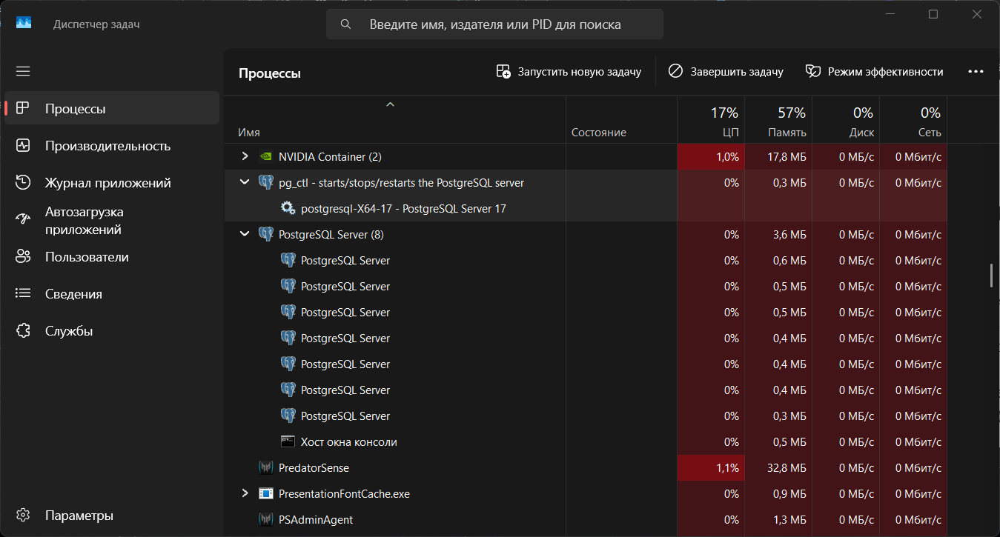 Диспетчер задач
Введите имя, издателя или PID для поиска
Процессы
Производительность
Журнал приложений
Автозагрузка
приложений
Пользователи
Сведения
Службы
Параметры
Процессы
Запустить новую задачу
Завершить задачу
Режим эффективности
17% 57% 0% 0%
Имя Состояние ЦП Память Диск Сеть
NVIDIA Container (2) 1,0% 17,8 МБ 0 МБ/с 0 Мбит/с
pg_ctl - starts/stops/restarts the PostgreSQL server 0% 0,3 МБ 0 МБ/с 0 Мбит/с
postgresql-X64-17 - PostgreSQL Server 17
PostgreSQL Server (8) 0% 3,6 МБ 0 МБ/с 0 Мбит/с
PostgreSQL Server 0% 0,6 МБ 0 МБ/с 0 Мбит/с
PostgreSQL Server 0% 0,5 МБ 0 МБ/с 0 Мбит/с
PostgreSQL Server 0% 0,5 МБ 0 МБ/с 0 Мбит/с
PostgreSQL Server 0% 0,4 МБ 0 МБ/с 0 Мбит/с
PostgreSQL Server 0% 0,4 МБ 0 МБ/с 0 Мбит/с
PostgreSQL Server 0% 0,4 МБ 0 МБ/с 0 Мбит/с
PostgreSQL Server 0% 0,3 МБ 0 МБ/с 0 Мбит/с
Хост окна консоли 0% 0,5 МБ 0 МБ/с 0 Мбит/с
PredatorSense 1,1% 32,8 МБ 0 МБ/с 0 Мбит/с
PresentationFontCache.exe 0% 0,9 МБ 0 МБ/с 0 Мбит/с
PSAdminAgent 0% 1,3 МБ 0 МБ/с 0 Мбит/с